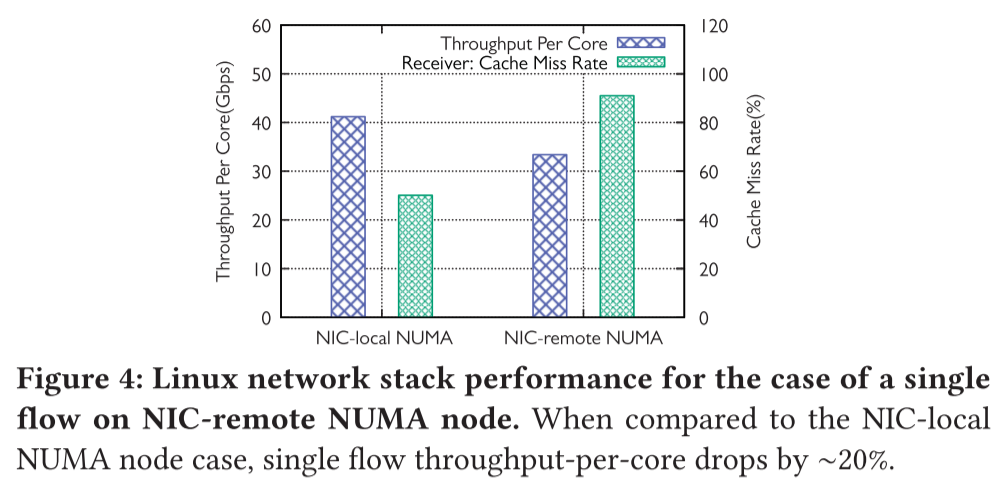 60
50
40
30
20
10
0
Throughput Per Core(Gbps)
Throughput Per Core
Receiver: Cache Miss Rate
120
100
80
60
40
20
0
Cache Miss Rate(%)
NIC-local NUMA
NIC-remote NUMA
Figure 4: Linux network stack performance for the case of a single
flow on NIC-remote NUMA node. When compared to the NIC-local
NUMA node case, single flow throughput-per-core drops by ~20%.